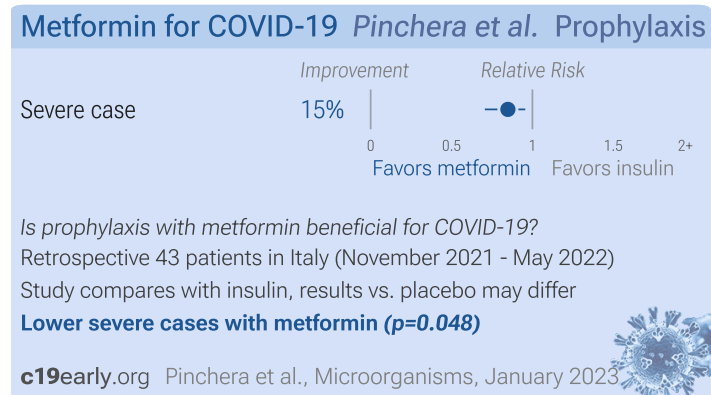 Metformin for COVID-19 Pinchera et al. Prophylaxis
Improvement Relative Risk
Severe case 15%
0 0.5 1 1.5 2+
Favors metformin Favors insulin
Is prophylaxis with metformin beneficial for COVID-19?
Retrospective 43 patients in Italy (November 2021 - May 2022)
Study compares with insulin, results vs. placebo may differ
Lower severe cases with metformin (p=0.048)
c19early.org Pinchera et al., Microorganisms, January 2023